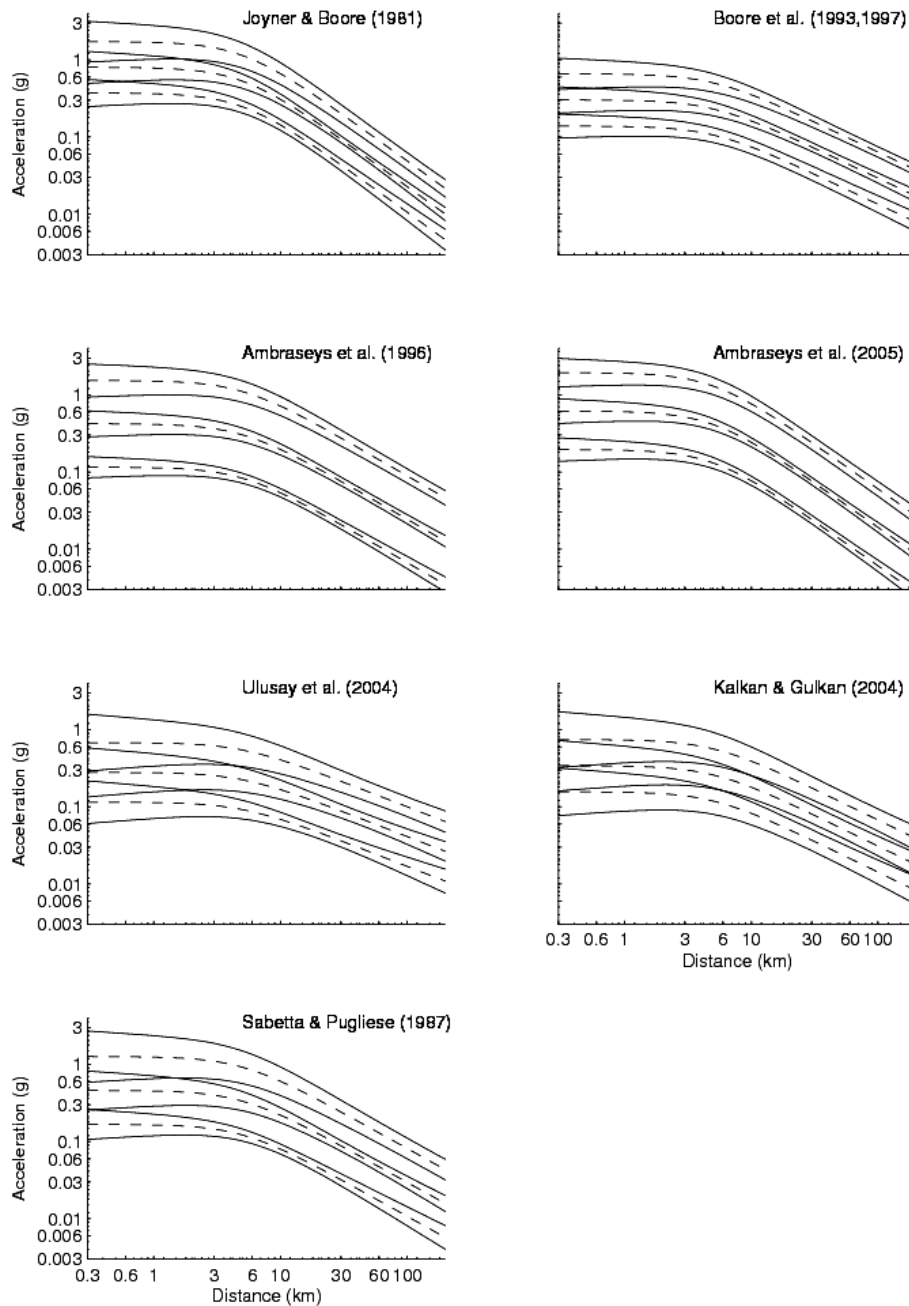 Joyner & Boore (1981)
3
1
0.6
0.3
0.1
0.06
0.03
0.01
0.006
0.003
Acceleration (g)
Boore et al. (1993,1997)
Ambraseys et al. (1996)
3
1
0.6
0.3
0.1
0.06
0.03
0.01
0.006
0.003
Acceleration (g)
Ambraseys et al. (2005)
Ulusay et al. (2004)
3
1
0.6
0.3
0.1
0.06
0.03
0.01
0.006
0.003
Acceleration (g)
Kalkan & Gulkan (2004)
0.3 0.6 1 3 6 10 30 60 100
Distance (km)
Sabetta & Pugliese (1987)
3
1
0.6
0.3
0.1
0.06
0.03
0.01
0.006
0.003
Acceleration (g)
0.3 0.6 1 3 6 10 30 60 100
Distance (km)